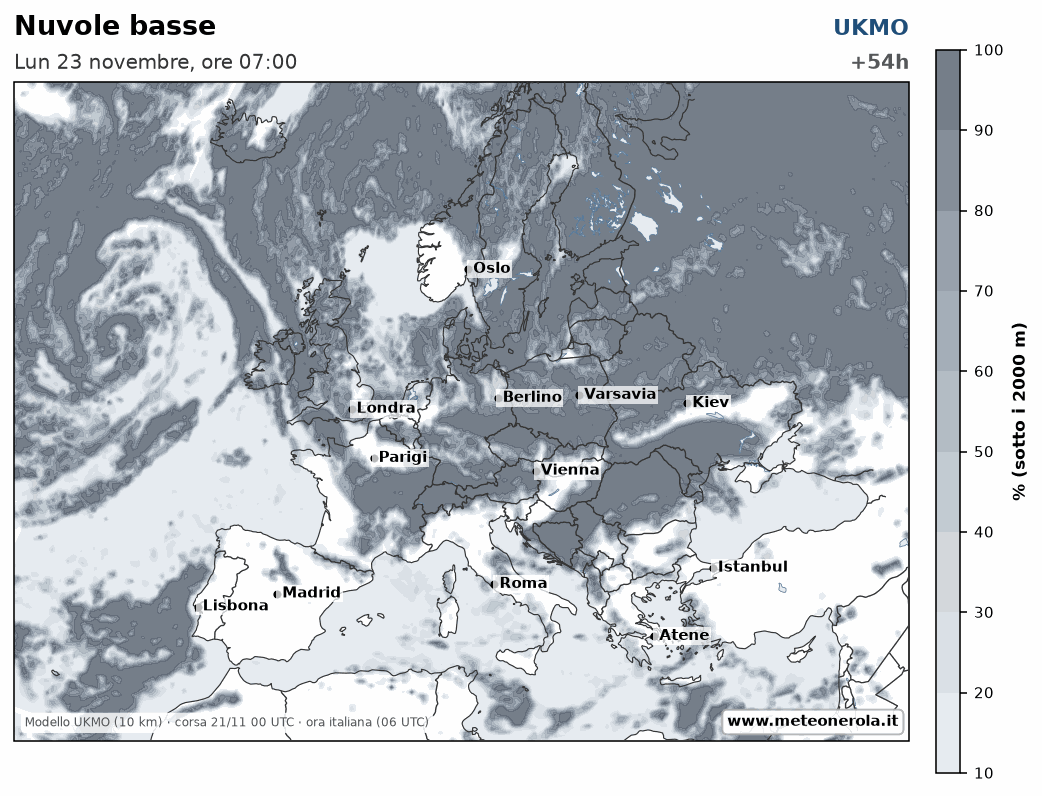 Nuvole basse
UKMO
Lun 23 novembre, ore 07:00
+54h
Oslo
Londra
Berlino
Varsavia
Kiev
Parigi
Vienna
Istanbul
Roma
Madrid
Lisbona
Atene
Modello UKMO (10 km) · corsa 21/11 00 UTC · ora italiana (06 UTC)
www.meteonerola.it
100
90
80
70
60
50
40
30
20
10
% (sotto i 2000 m)